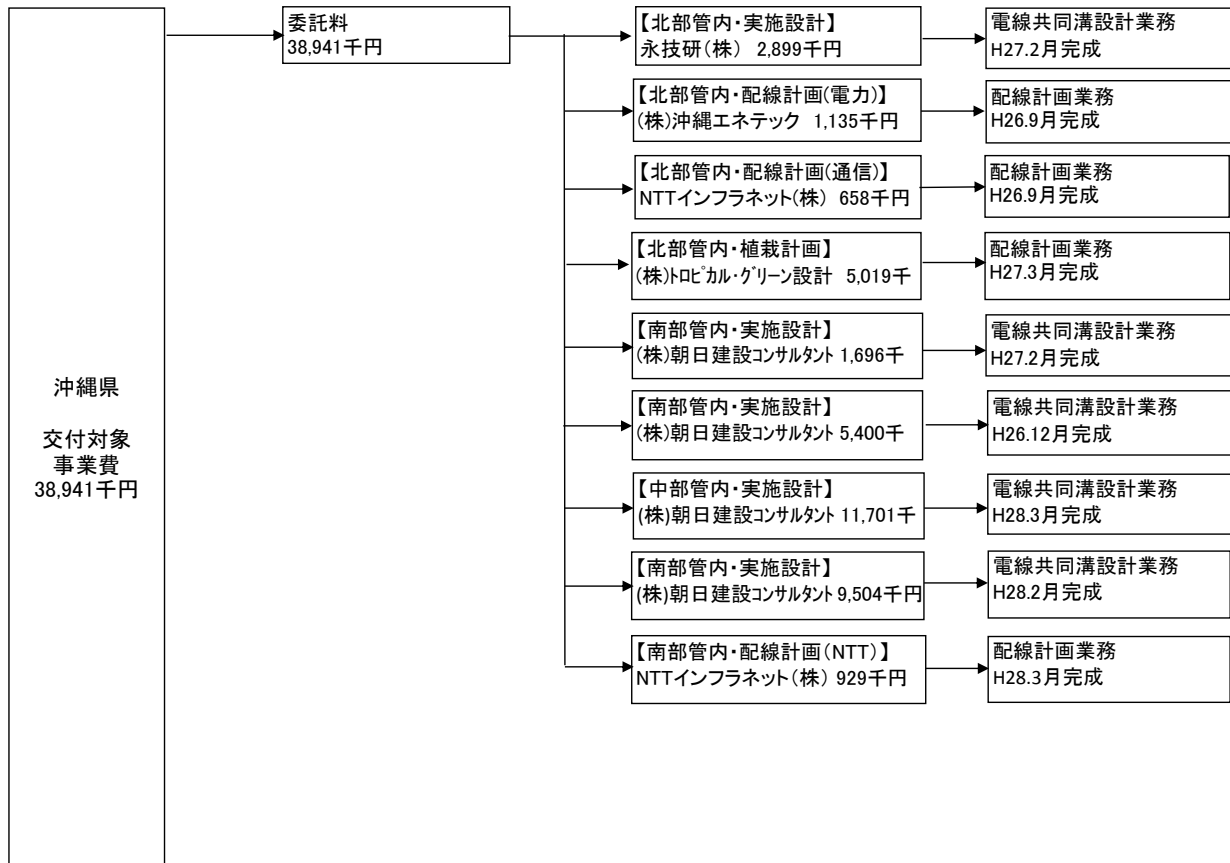 沖縄県
交付対象
事業費
38,941千円
委託料
38,941千円
【北部管内・実施設計】
永技研(株) 2,899千円
電線共同溝設計業務
H27.2月完成
【北部管内・配線計画(電力)】
(株)沖縄エネテック 1,135千円
配線計画業務
H26.9月完成
【北部管内・配線計画(通信)】
NTTインフラネット(株) 658千円
配線計画業務
H26.9月完成
【北部管内・植栽計画】
(株)ﾄﾛﾋﾟｶﾙ・ｸﾞﾘｰﾝ設計 5,019千
配線計画業務
H27.3月完成
【南部管内・実施設計】
(株)朝日建設ｺﾝｻﾙﾀﾝﾄ 1,696千
電線共同溝設計業務
H27.2月完成
【南部管内・実施設計】
(株)朝日建設ｺﾝｻﾙﾀﾝﾄ 5,400千
電線共同溝設計業務
H26.12月完成
【中部管内・実施設計】
(株)朝日建設ｺﾝｻﾙﾀﾝﾄ 11,701千
電線共同溝設計業務
H28.3月完成
【南部管内・実施設計】
(株)朝日建設ｺﾝｻﾙﾀﾝﾄ 9,504千円
電線共同溝設計業務
H28.2月完成
【南部管内・配線計画(NTT)】
NTTインフラネット(株) 929千円
配線計画業務
H28.3月完成